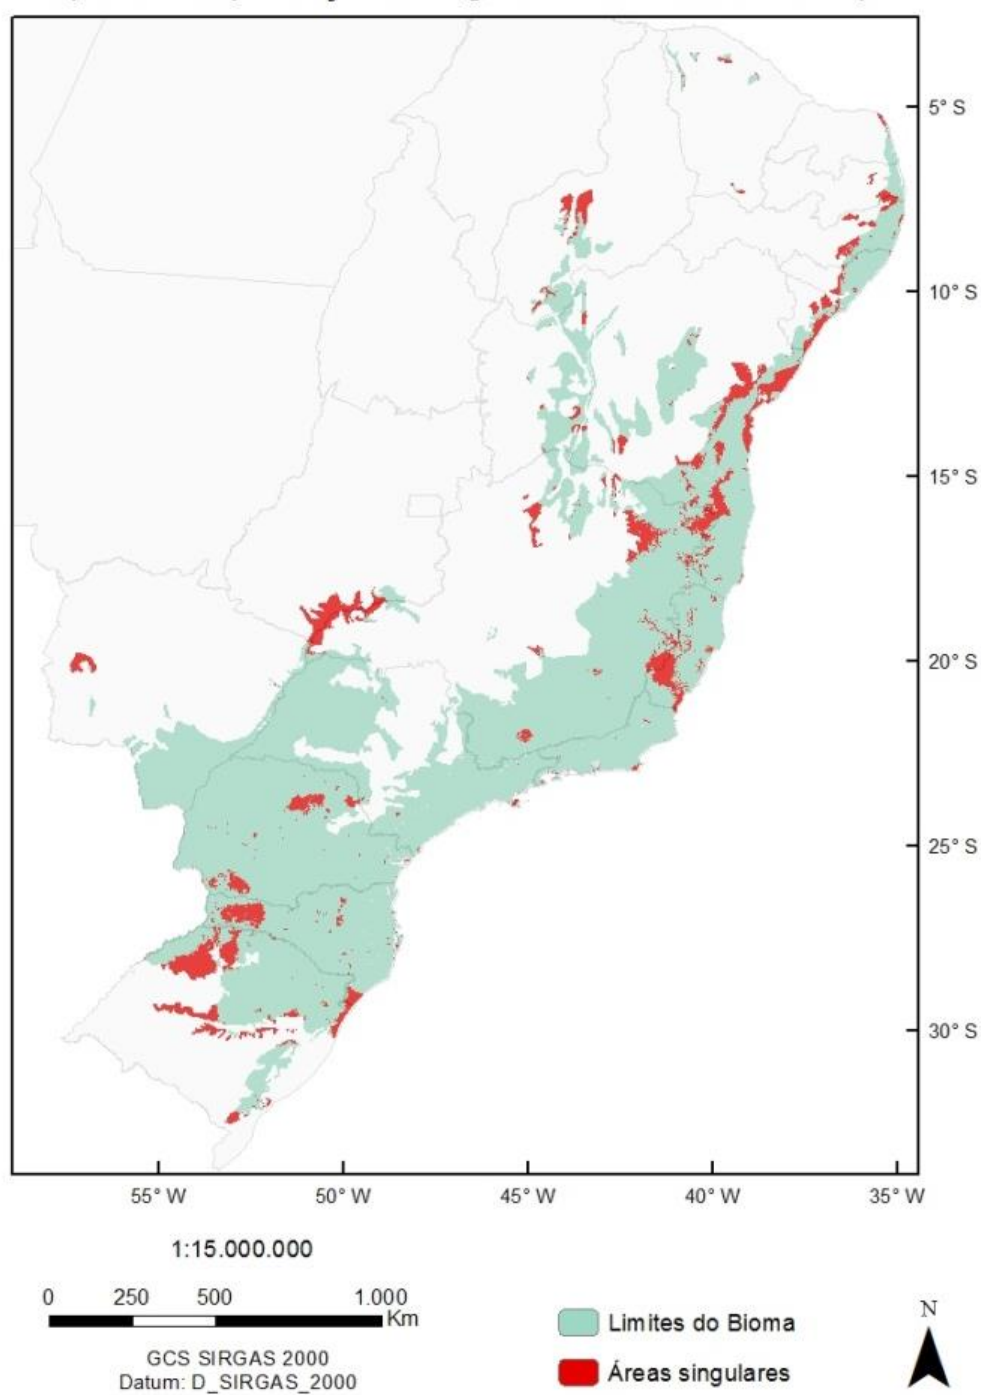 5° S
10° S
15° S
20° S
25° S
30° S
55° W
50° W
45° W
40° W
35° W
1:15.000.000
0
250
500
1.000
Km
GCS SIRGAS 2000
Datum: D_SIRGAS_2000
Limites do Bioma
Áreas singulares
N